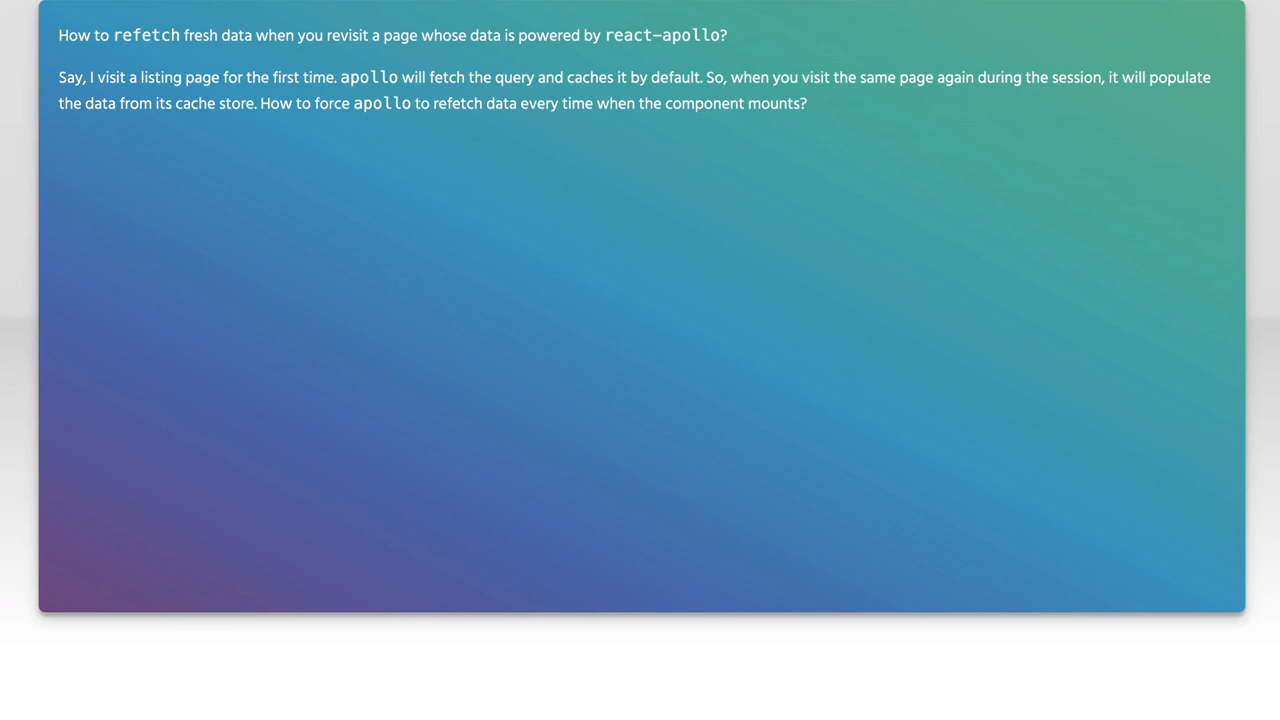 How to refetch fresh data when you revisit a page whose data is powered by react-apollo?
Say, I visit a listing page for the first time. apollo will fetch the query and caches it by default. So, when you visit the same page again during the session, it will populate
the data from its cache store. How to force apollo to refetch data every time when the component mounts?